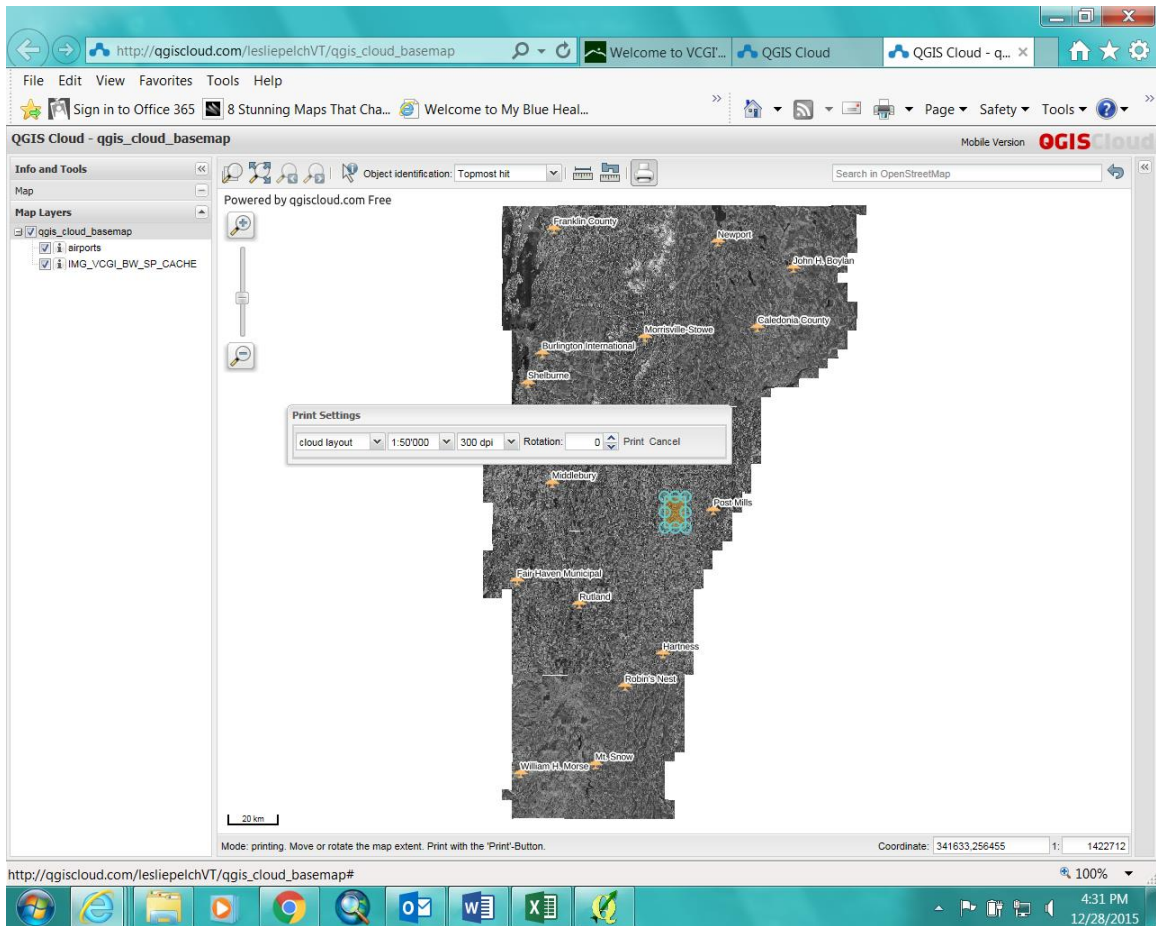 http://qgiscloud.com/lesliepelchVT/qgis_cloud_basemap
Welcome to VCGI'...
QGIS Cloud
QGIS Cloud - q...
File Edit View Favorites Tools Help
Sign in to Office 365
8 Stunning Maps That Cha...
Welcome to My Blue Heal...
Page Safety Tools
QGIS Cloud - qgis_cloud_basemap
Mobile Version
QGISCloud
Info and Tools
Object identification: Topmost hit
Search in OpenStreetMap
Map
Powered by qgiscloud.com Free
Map Layers
qgis_cloud_basemap
airports
IMG_VCGI_BW_SP_CACHE
Franklin County
Newport
John H. Boylan
Caledonia County
Morrisville-Stowe
Burlington International
Shelburne
Print Settings
cloud layout 1:50'000 300 dpi Rotation: 0 Print Cancel
Middlebury
Post Mills
Fair Haven Municipal
Rutland
Hartness
Robin's Nest
Mt. Snow
William H. Morse
20 km
Mode: printing. Move or rotate the map extent. Print with the 'Print'-Button.
Coordinate: 341633,256455 1: 1422712
http://qgiscloud.com/lesliepelchVT/qgis_cloud_basemap#
100%
4:31 PM
12/28/2015